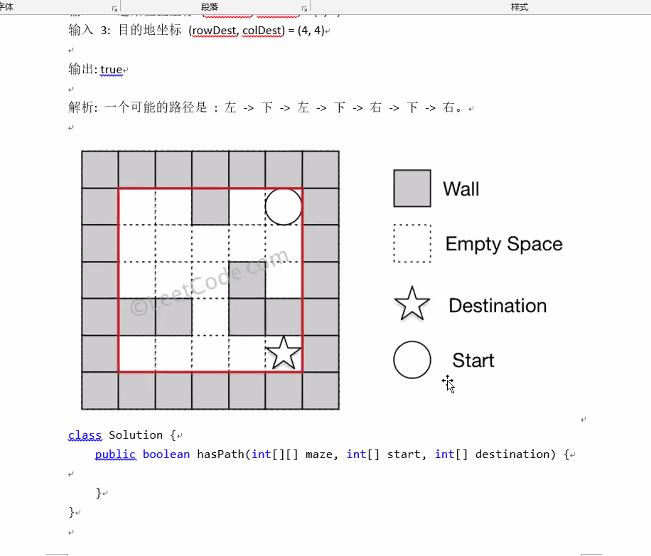 字体
段落
样式
输入 3: 目的地坐标 (rowDest, colDest) = (4, 4)
输出: true
解析: 一个可能的路径是 : 左 -> 下 -> 左 -> 下 -> 右 -> 下 -> 右。
©LeetCode.com
Wall
Empty Space
Destination
Start
class Solution {
public boolean hasPath(int[][] maze, int[] start, int[] destination) {
}
}